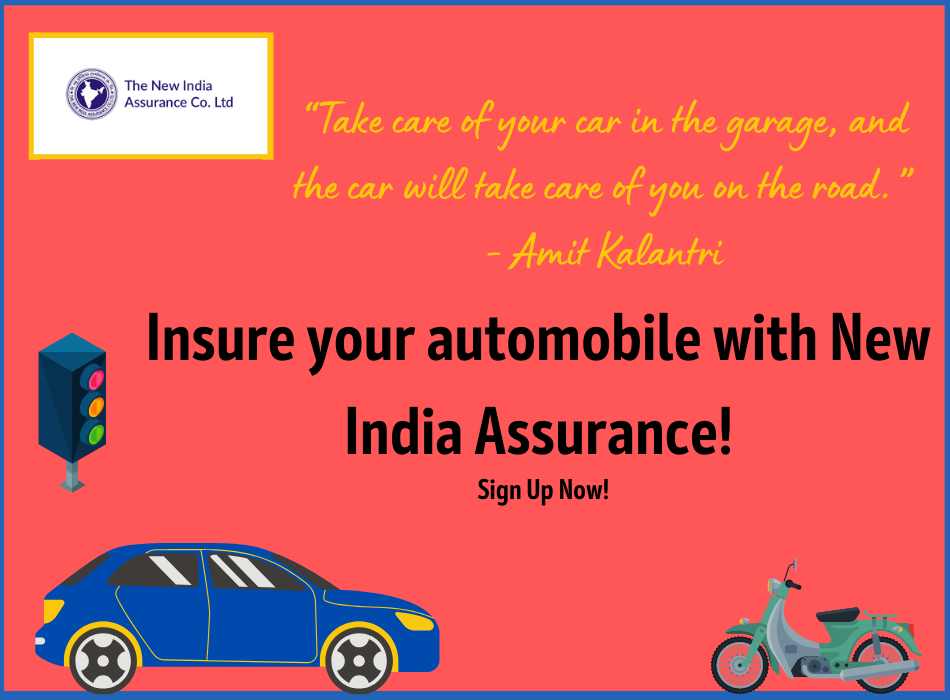 The New India
Assurance Co. Ltd
“Take care of your car in the garage, and
the car will take care of you on the road.”
- Amit Kalantri
Insure your automobile with New
India Assurance!
Sign Up Now!